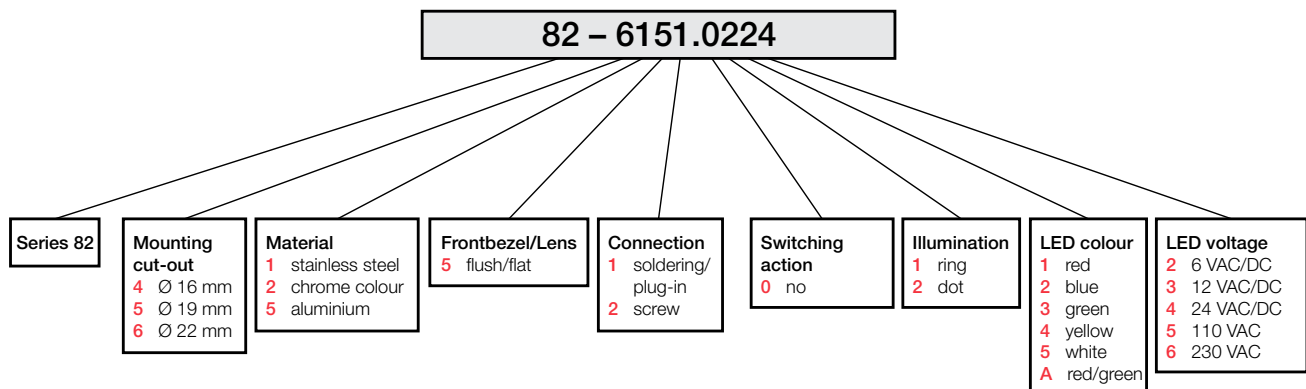 82 – 6151.0224
Series 82
Mounting
cut-out
4 Ø 16 mm
5 Ø 19 mm
6 Ø 22 mm
Material
1 stainless steel
2 chrome colour
5 aluminium
Frontbezel/Lens
5 flush/flat
Connection
1 soldering/
plug-in
2 screw
Switching
action
0 no
Illumination
1 ring
2 dot
LED colour
1 red
2 blue
3 green
4 yellow
5 white
A red/green
LED voltage
2 6 VAC/DC
3 12 VAC/DC
4 24 VAC/DC
5 110 VAC
6 230 VAC